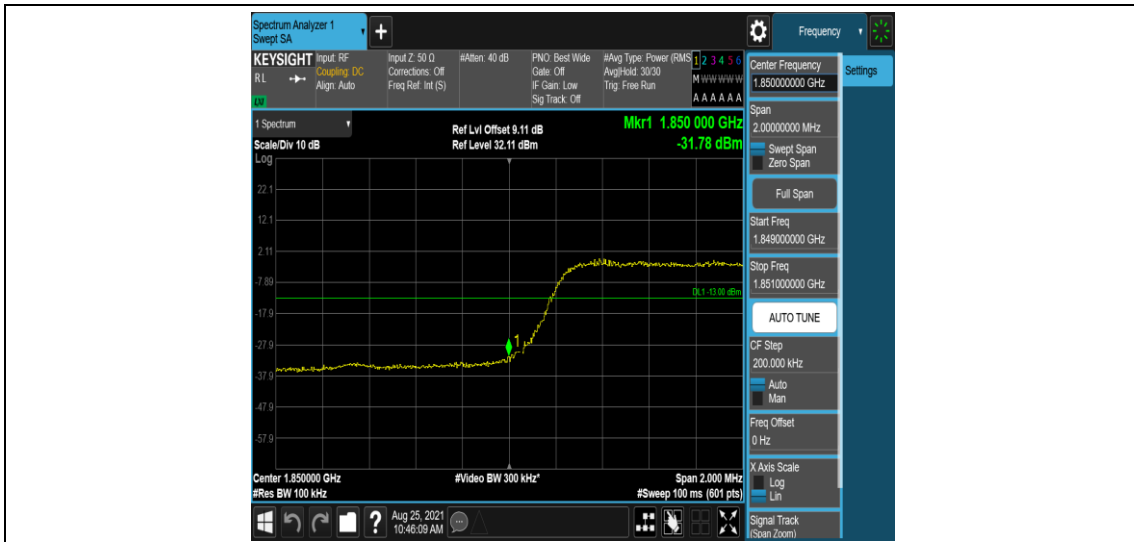 Spectrum Analyzer 1
Swept SA
+
Frequency
KEYSIGHT
RL
LXI
Input: RF
Coupling: DC
Align: Auto
Input Z: 50 Ω
Corrections: Off
Freq Ref: Int (S)
#Atten: 40 dB
PNO: Best Wide
Gate: Off
IF Gain: Low
Sig Track: Off
#Avg Type: Power (RMS
Avg|Hold: 30/30
Trig: Free Run
1 2 3 4 5 6
M W W W W W
A A A A A A
1 Spectrum
Scale/Div 10 dB
Log
Ref Lvl Offset 9.11 dB
Ref Level 32.11 dBm
Mkr1 1.850 000 GHz
-31.78 dBm
22.1
12.1
2.11
-7.89
-17.9
-27.9
-37.9
-47.9
-57.9
DL1 -13.00 dBm
1
Center 1.850000 GHz
#Res BW 100 kHz
#Video BW 300 kHz*
Span 2.000 MHz
#Sweep 100 ms (601 pts)
Center Frequency
1.850000000 GHz
Settings
Span
2.00000000 MHz
Swept Span
Zero Span
Full Span
Start Freq
1.849000000 GHz
Stop Freq
1.851000000 GHz
AUTO TUNE
CF Step
200.000 kHz
Auto
Man
Freq Offset
0 Hz
X Axis Scale
Log
Lin
Signal Track
(Span Zoom)
?
Aug 25, 2021
10:46:09 AM